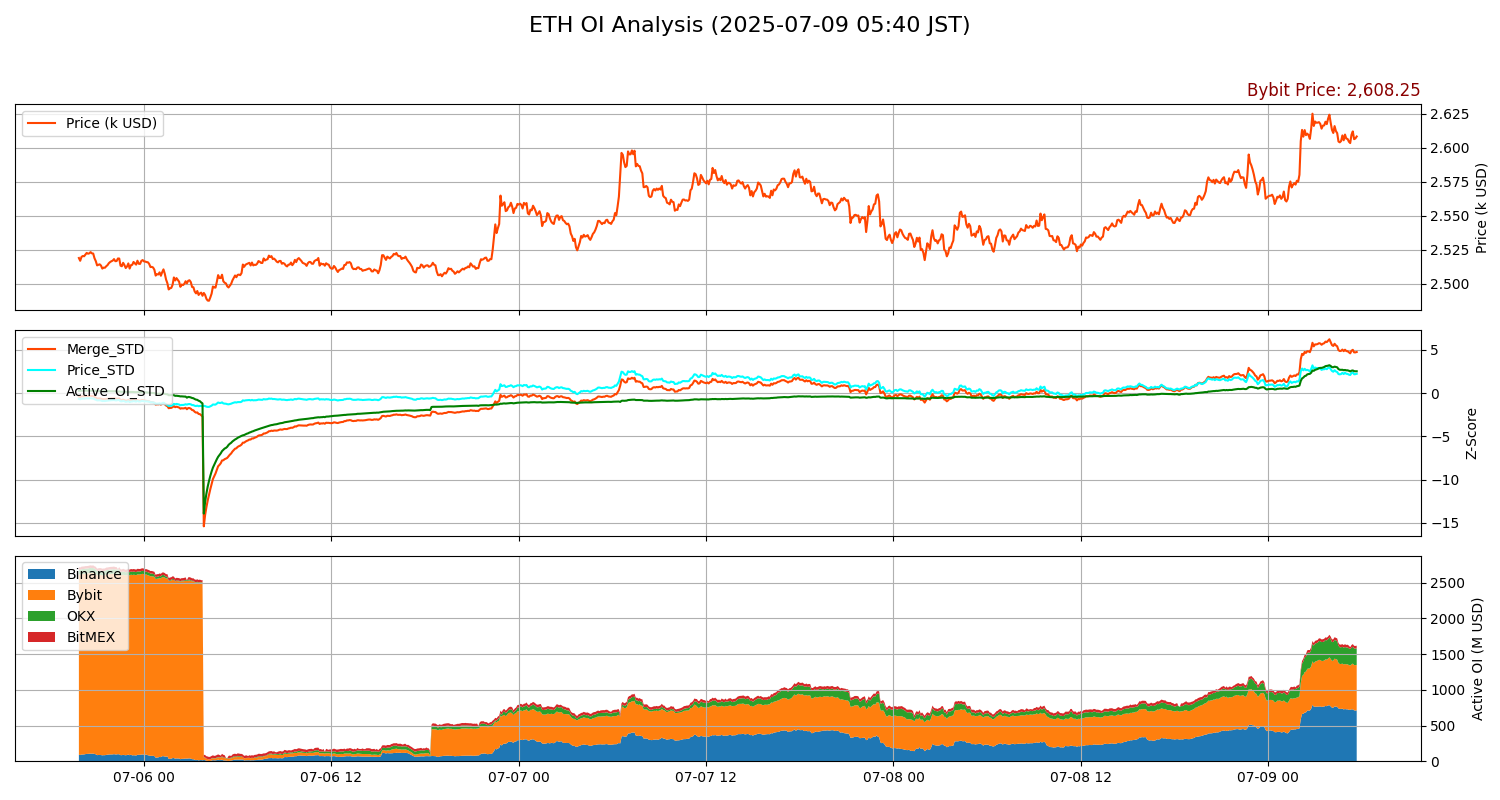 ETH OI Analysis (2025-07-09 05:40 JST)
Bybit Price: 2,608.25
Price (k USD)
2.625
2.600
2.575
2.550
2.525
2.500
Price (k USD)
Merge_STD
Price_STD
Active_OI_STD
5
0
−5
−10
−15
Z-Score
Binance
Bybit
OKX
BitMEX
2500
2000
1500
1000
500
0
Active OI (M USD)
07-06 00
07-06 12
07-07 00
07-07 12
07-08 00
07-08 12
07-09 00